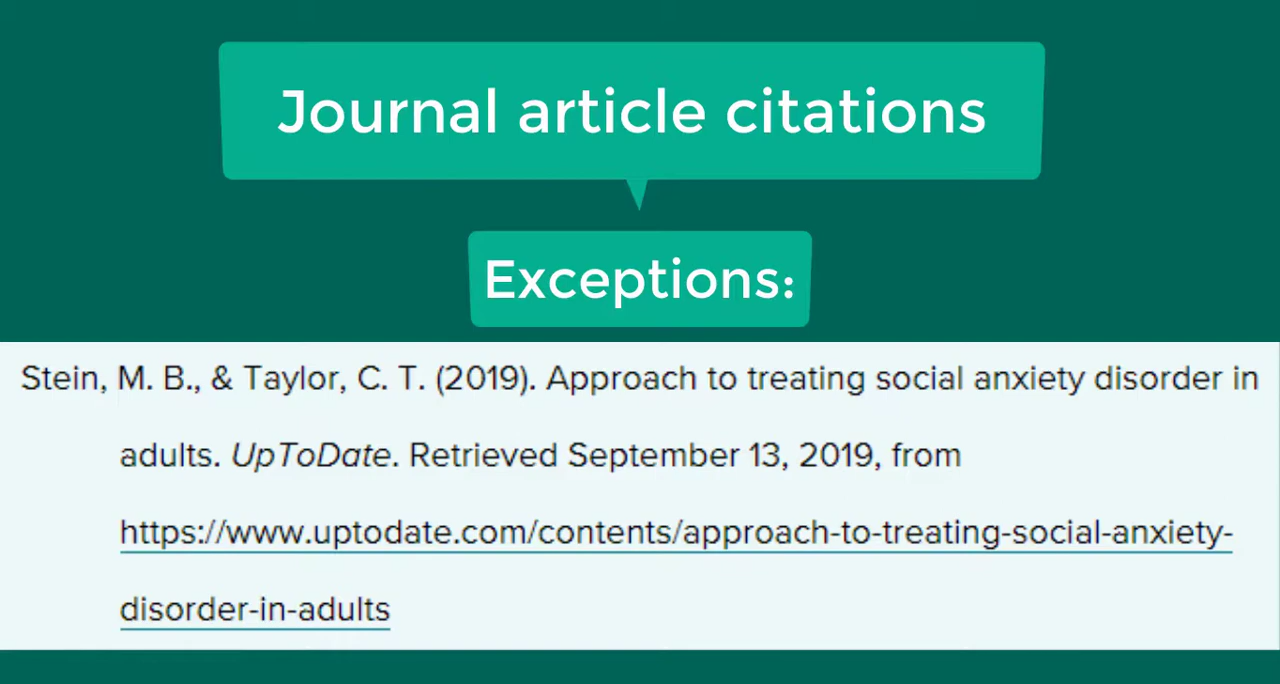 Journal article citations
Exceptions:
Stein, M. B., & Taylor, C. T. (2019). Approach to treating social anxiety disorder in
adults. UpToDate. Retrieved September 13, 2019, from
https://www.uptodate.com/contents/approach-to-treating-social-anxiety-
disorder-in-adults